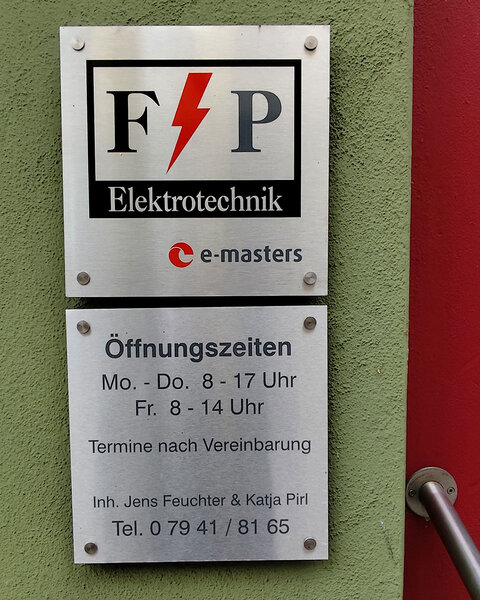 F P
Elektrotechnik
e-masters
Öffnungszeiten
Mo. - Do. 8 - 17 Uhr
Fr. 8 - 14 Uhr
Termine nach Vereinbarung
Inh. Jens Feuchter & Katja Pirl
Tel. 0 79 41 / 81 65